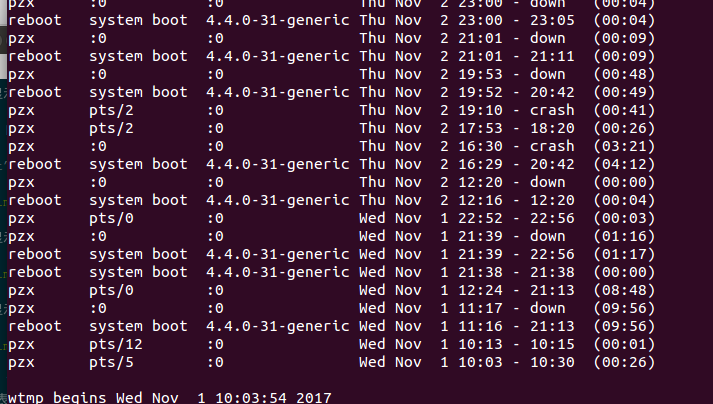 pzx      :0           :0               Thu Nov  2 23:00 - down   (00:04)
reboot   system boot  4.4.0-31-generic Thu Nov  2 23:00 - 23:05  (00:04)
pzx      :0           :0               Thu Nov  2 21:01 - down   (00:09)
reboot   system boot  4.4.0-31-generic Thu Nov  2 21:01 - 21:11  (00:09)
pzx      :0           :0               Thu Nov  2 19:53 - down   (00:48)
reboot   system boot  4.4.0-31-generic Thu Nov  2 19:52 - 20:42  (00:49)
pzx      pts/2        :0               Thu Nov  2 19:10 - crash  (00:41)
pzx      pts/2        :0               Thu Nov  2 17:53 - 18:20  (00:26)
pzx      :0           :0               Thu Nov  2 16:30 - crash  (03:21)
reboot   system boot  4.4.0-31-generic Thu Nov  2 16:29 - 20:42  (04:12)
pzx      :0           :0               Thu Nov  2 12:20 - down   (00:00)
reboot   system boot  4.4.0-31-generic Thu Nov  2 12:16 - 12:20  (00:04)
pzx      pts/0        :0               Wed Nov  1 22:52 - 22:56  (00:03)
pzx      :0           :0               Wed Nov  1 21:39 - down   (01:16)
reboot   system boot  4.4.0-31-generic Wed Nov  1 21:39 - 22:56  (01:17)
reboot   system boot  4.4.0-31-generic Wed Nov  1 21:38 - 21:38  (00:00)
pzx      pts/0        :0               Wed Nov  1 12:24 - 21:13  (08:48)
pzx      :0           :0               Wed Nov  1 11:17 - down   (09:56)
reboot   system boot  4.4.0-31-generic Wed Nov  1 11:16 - 21:13  (09:56)
pzx      pts/12       :0               Wed Nov  1 10:13 - 10:15  (00:01)
pzx      pts/5        :0               Wed Nov  1 10:03 - 10:30  (00:26)
wtmp begins Wed Nov  1 10:03:54 2017